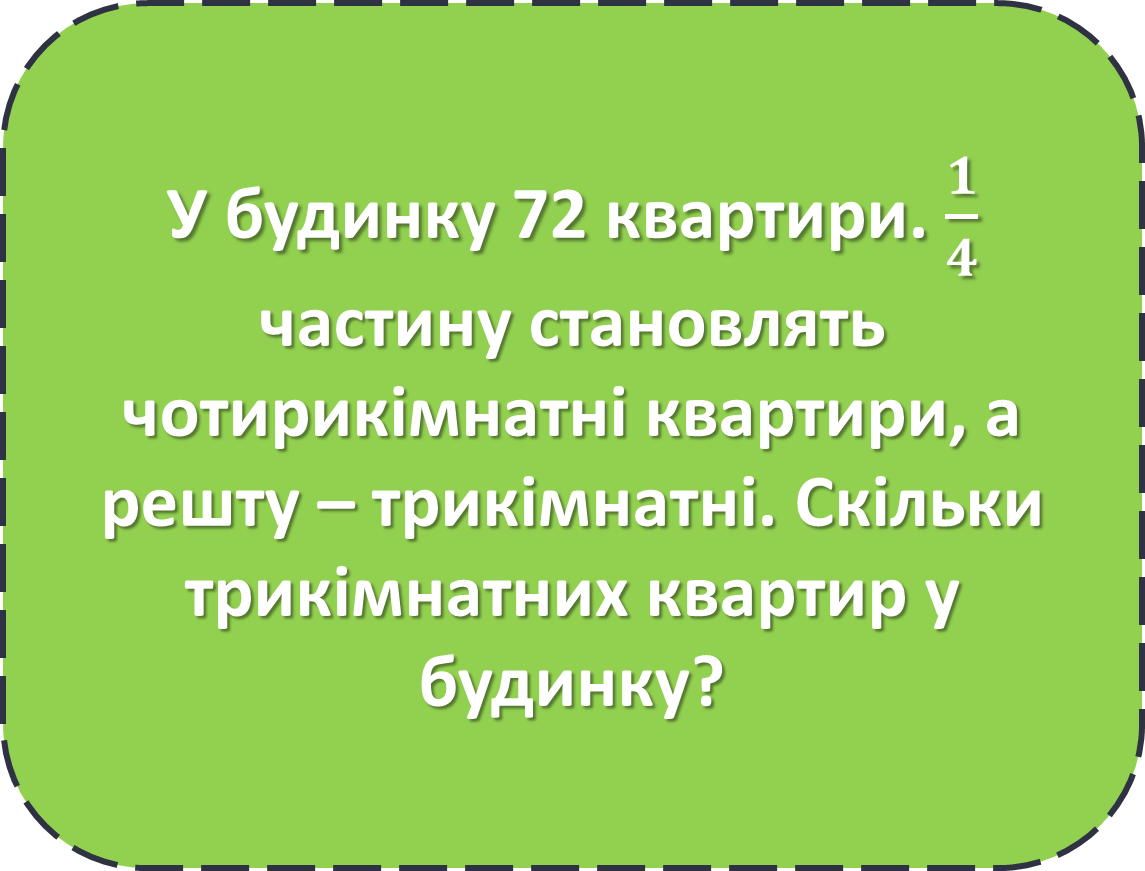 У будинку 72 квартири. 1/4
частину становлять
чотирикімнатні квартири, а
решту – трикімнатні. Скільки
трикімнатних квартир у
будинку?